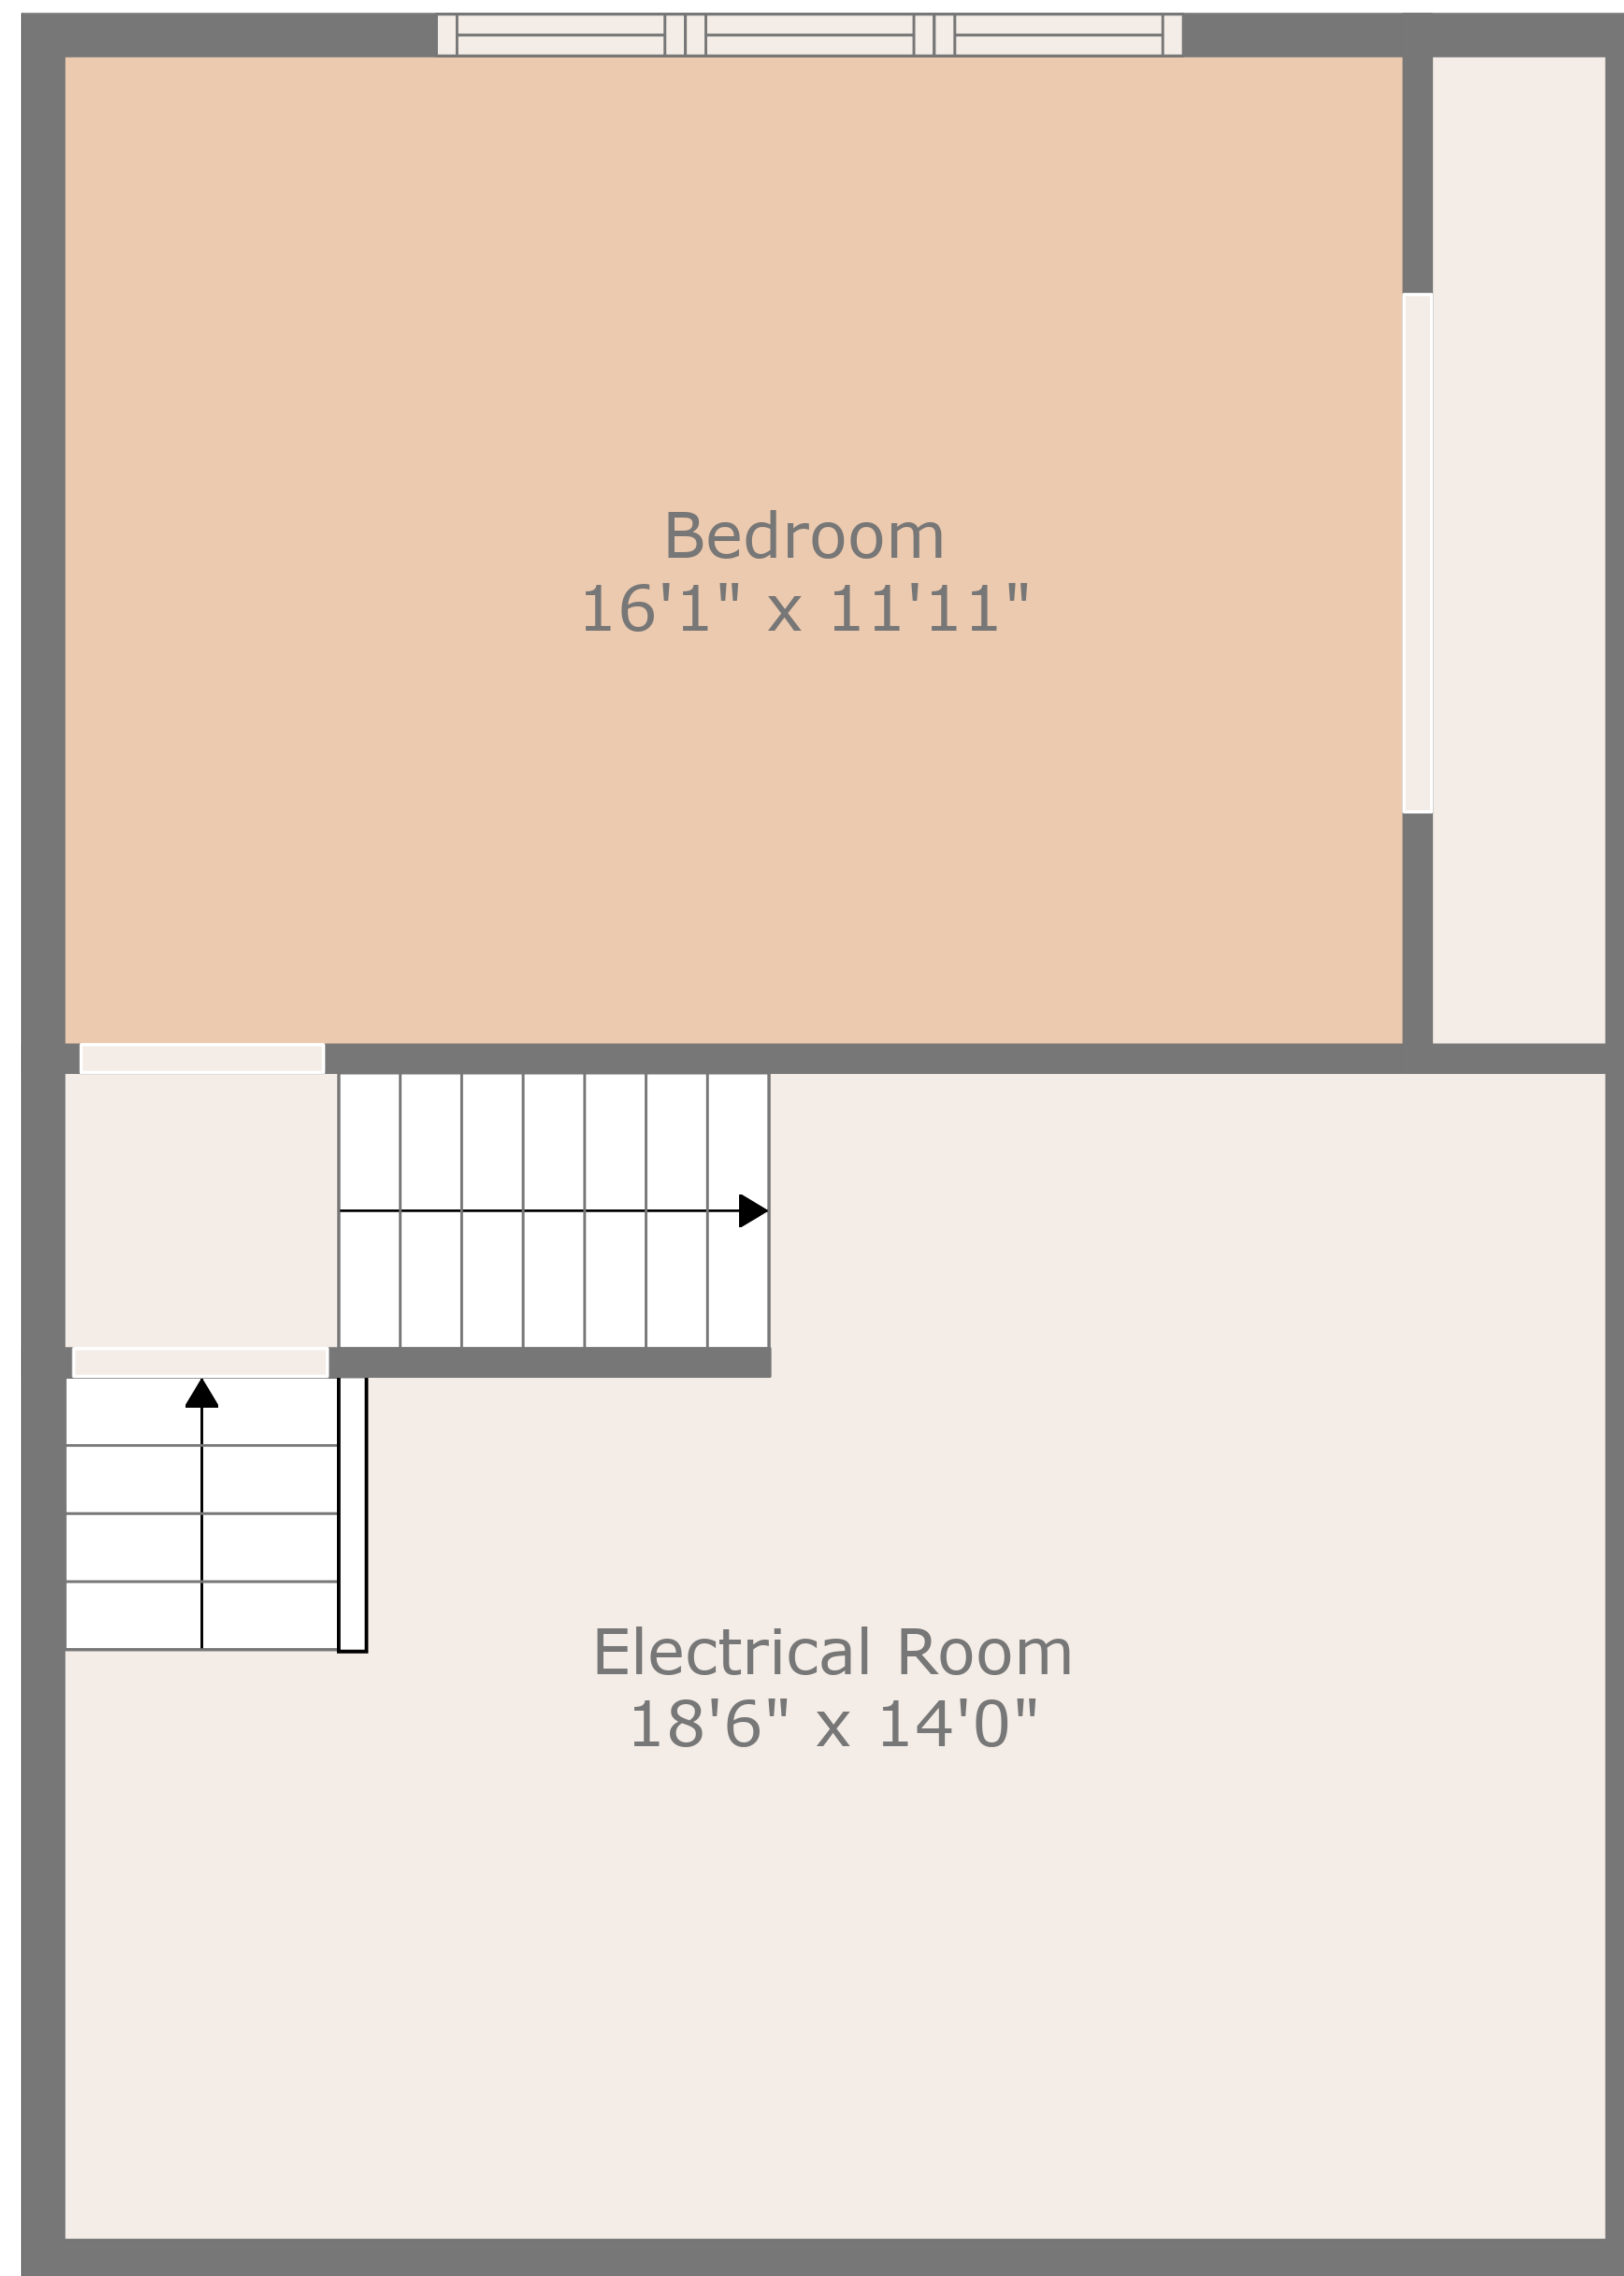 Bedroom
16'1" x 11'11"
Electrical Room
18'6" x 14'0"